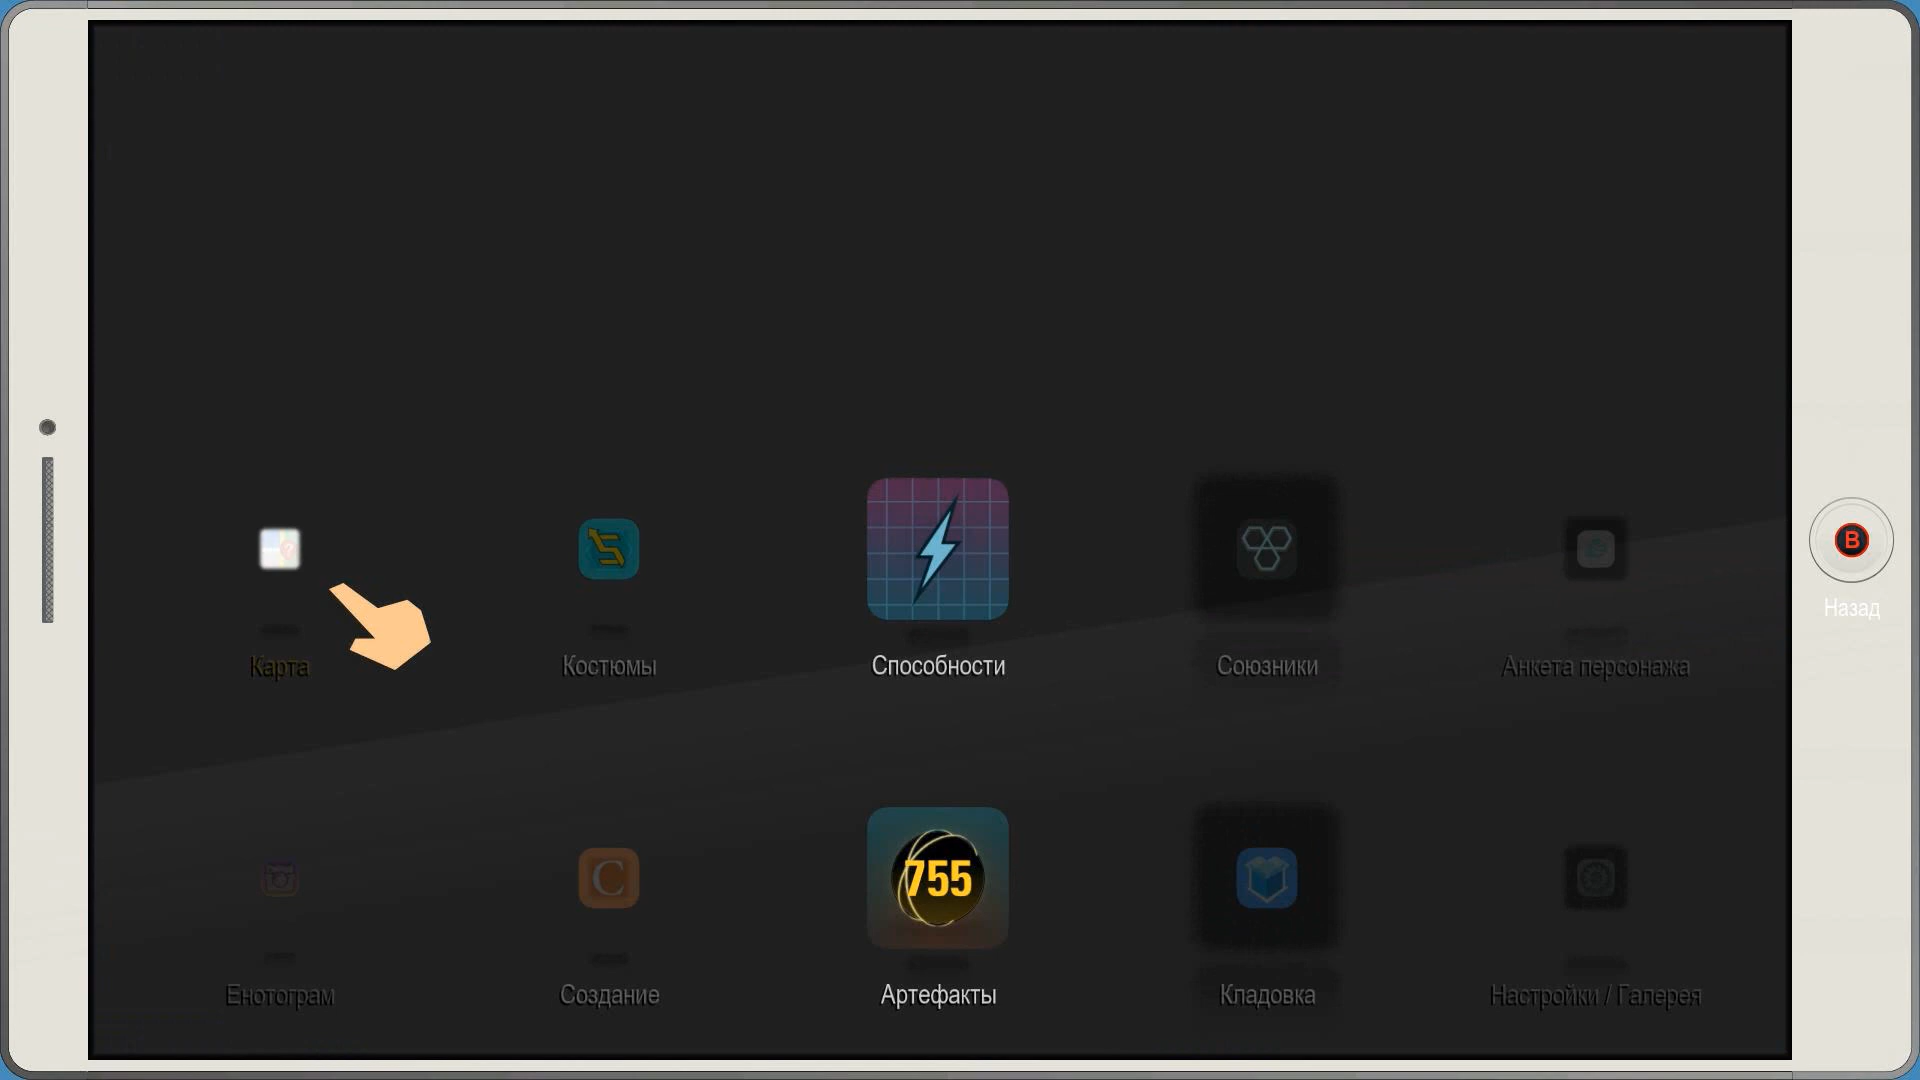 Карта
Костюмы
Способности
Союзники
Анкета персонажа
B
Назад
C
755
Енотограм
Создание
Артефакты
Кладовка
Настройки / Галерея